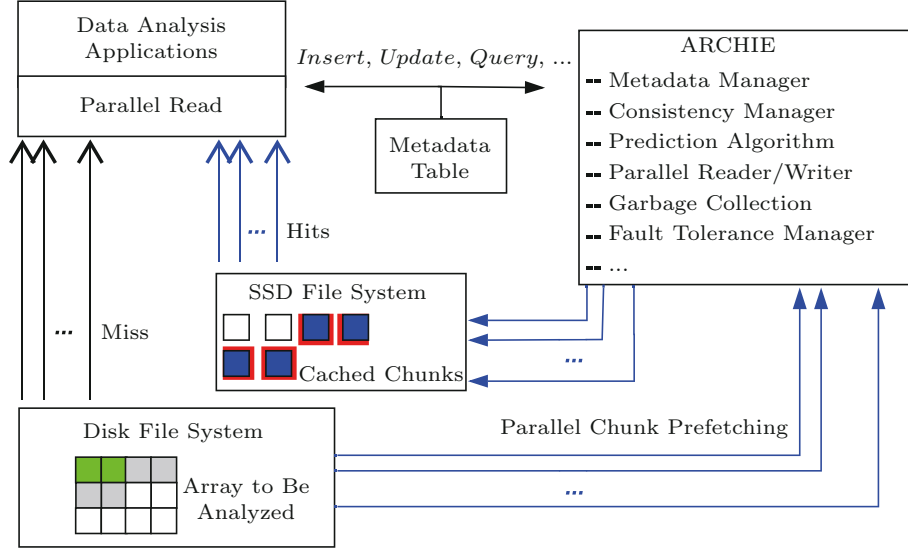 Data Analysis
Applications
Parallel Read
Insert, Update, Query, ...
Metadata
Table
ARCHIE
-- Metadata Manager
-- Consistency Manager
-- Prediction Algorithm
-- Parallel Reader/Writer
-- Garbage Collection
-- Fault Tolerance Manager
-- ...
... Hits
... Miss
SSD File System
Cached Chunks
...
Disk File System
Array to Be
Analyzed
Parallel Chunk Prefetching
...